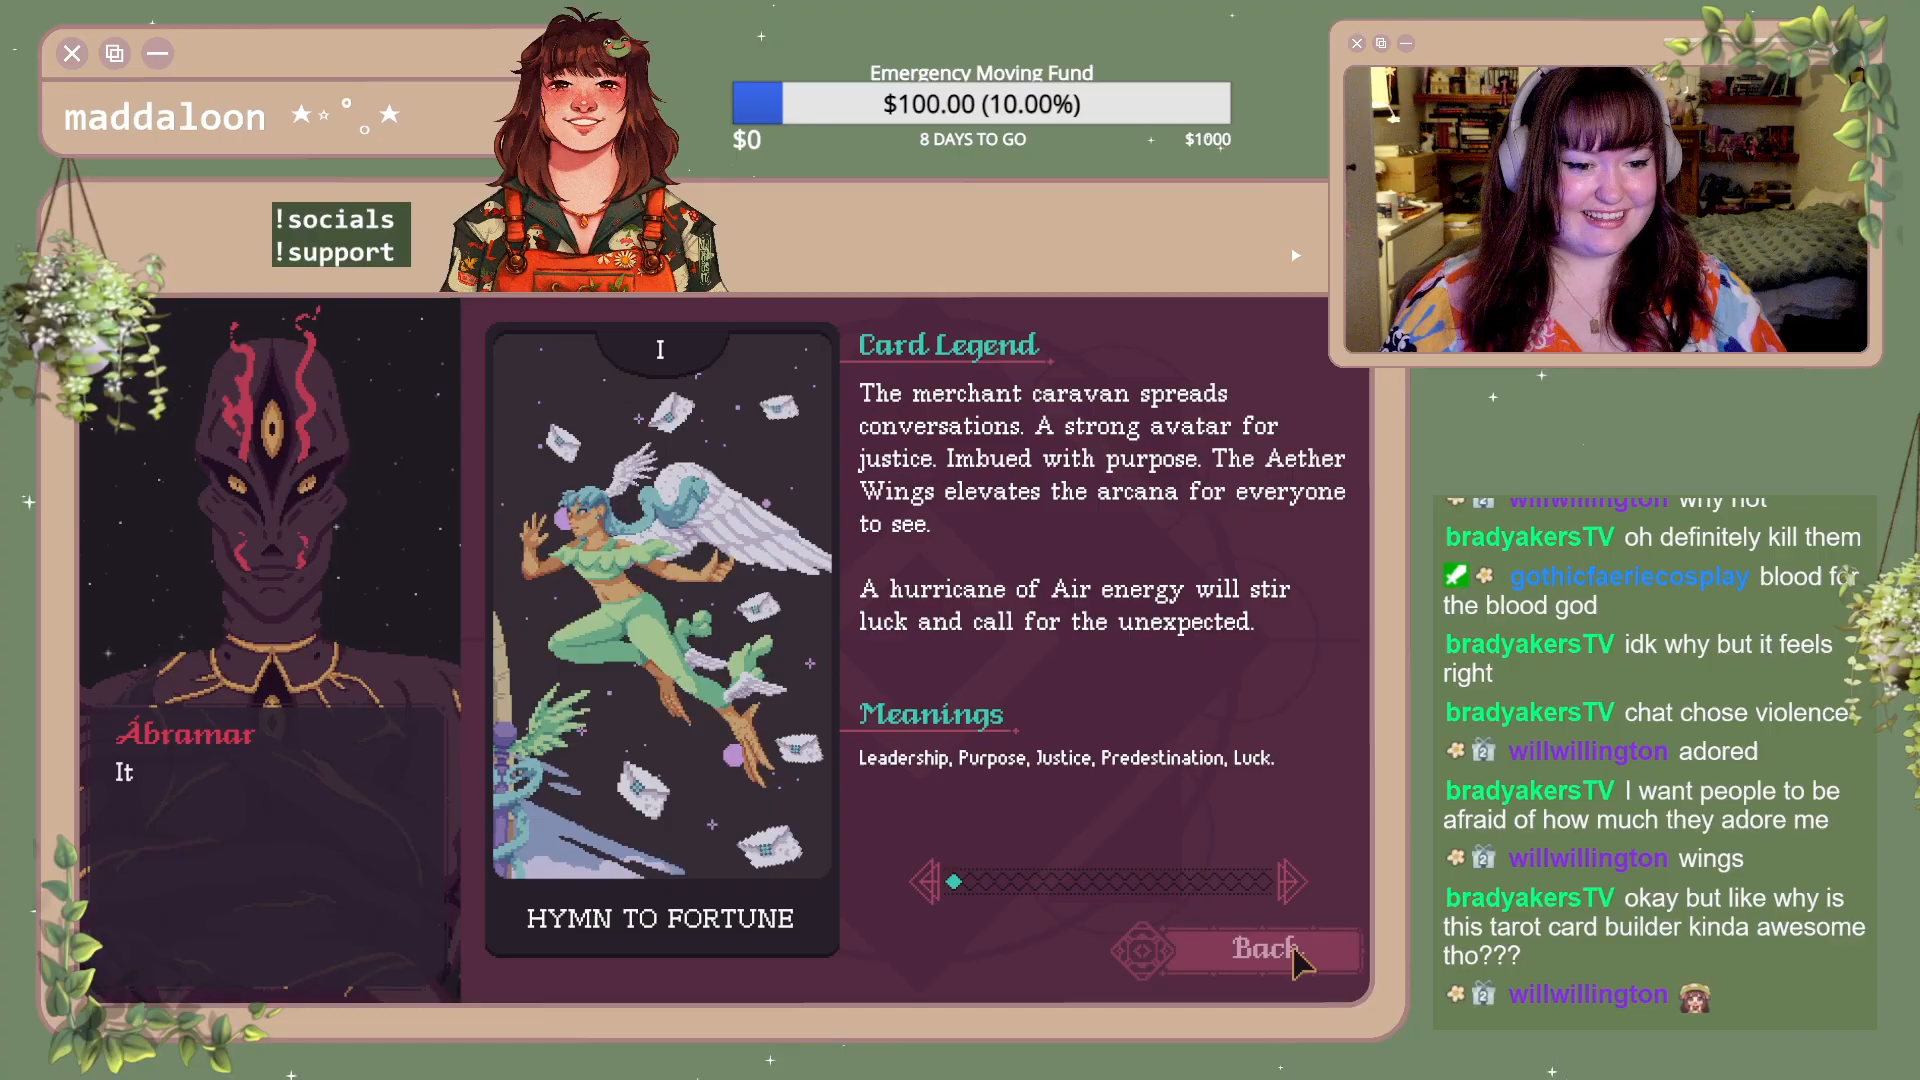 maddaloon
!socials
!support
Emergency Moving Fund
$100.00 (10.00%)
$0
8 DAYS TO GO
$1000
I
HYMN TO FORTUNE
Card Legend
The merchant caravan spreads
conversations. A strong avatar for
justice. Imbued with purpose. The Aether
Wings elevates the arcana for everyone
to see.
A hurricane of Air energy will stir
luck and call for the unexpected.
Meanings
Leadership, Purpose, Justice, Predestination, Luck.
Back
Ábramar
It
willwillington why not
bradyakersTV oh definitely kill them
gothicfaeriecosplay blood for
the blood god
bradyakersTV idk why but it feels
right
bradyakersTV chat chose violence
willwillington adored
bradyakersTV I want people to be
afraid of how much they adore me
willwillington wings
bradyakersTV okay but like why is
this tarot card builder kinda awesome
tho???
willwillington